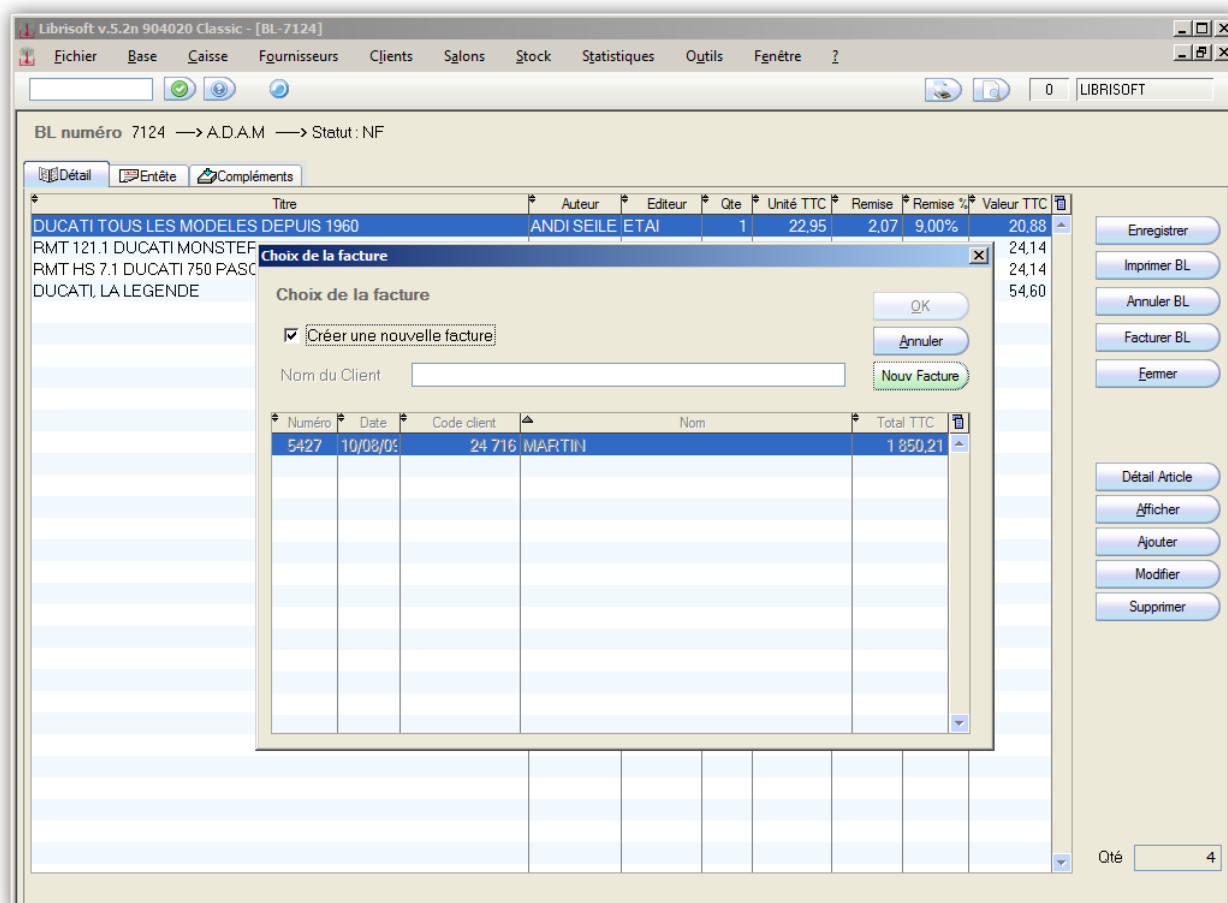 Librisoft v.5.2n 904020 Classic - [BL-7124]
Fichier Base Caisse Fournisseurs Clients Salons Stock Statistiques Outils Fenêtre ?
0 LIBRISOFT
BL numéro 7124 —> A.D.A.M —> Statut : NF
Détail Entête Compléments
Titre Auteur Editeur Qte Unité TTC Remise Remise % Valeur TTC
DUCATI TOUS LES MODELES DEPUIS 1960 ANDI SEILE ETAI 1 22,95 2,07 9,00% 20,88
RMT 121.1 DUCATI MONSTER 24,14
RMT HS 7.1 DUCATI 750 PASO 24,14
DUCATI, LA LEGENDE 54,60
Choix de la facture
Choix de la facture
OK
Créer une nouvelle facture
Annuler
Nom du Client
Nouv Facture
Numéro Date Code client Nom Total TTC
5427 10/08/09 24 716 MARTIN 1 850,21
Enregistrer
Imprimer BL
Annuler BL
Facturer BL
Fermer
Détail Article
Afficher
Ajouter
Modifier
Supprimer
Qté 4